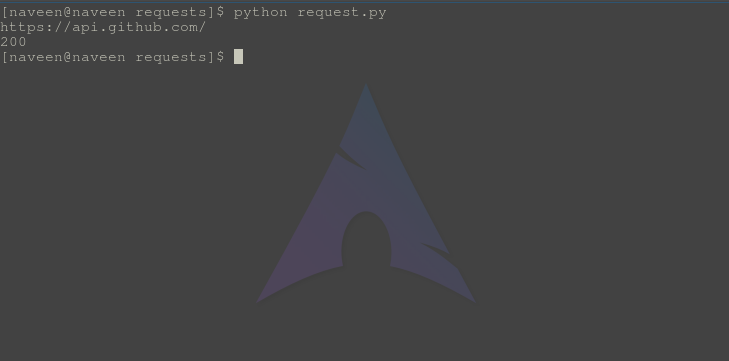 [naveen@naveen requests]$ python request.py
https://api.github.com/
200
[naveen@naveen requests]$